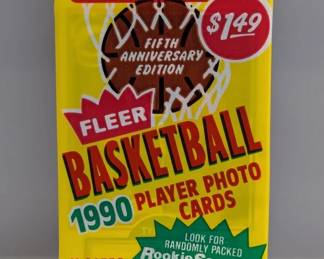 $1.49
FIFTH
ANNIVERSARY
EDITION
FLEER
BASKETBALL
1990 PLAYER PHOTO
CARDS
LOOK FOR
RANDOMLY PACKED